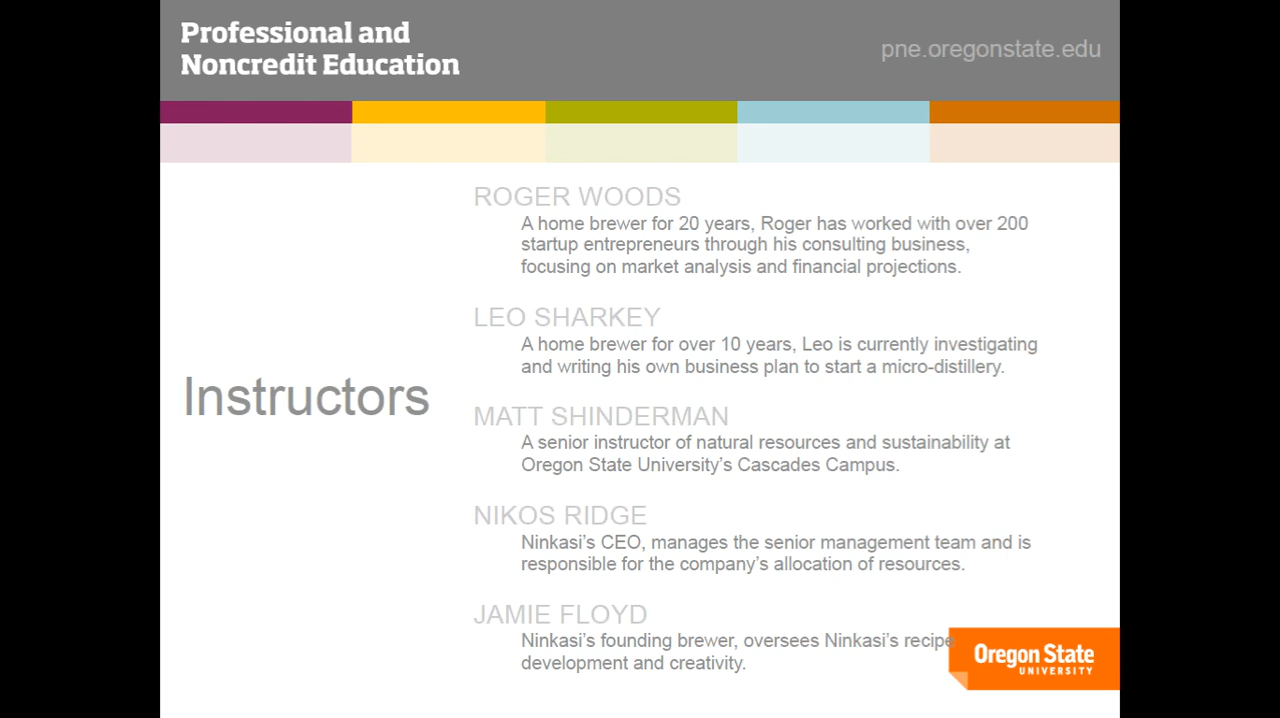 Professional and
Noncredit Education
pne.oregonstate.edu
Instructors
ROGER WOODS
A home brewer for 20 years, Roger has worked with over 200
startup entrepreneurs through his consulting business,
focusing on market analysis and financial projections.
LEO SHARKEY
A home brewer for over 10 years, Leo is currently investigating
and writing his own business plan to start a micro-distillery.
MATT SHINDERMAN
A senior instructor of natural resources and sustainability at
Oregon State University’s Cascades Campus.
NIKOS RIDGE
Ninkasi’s CEO, manages the senior management team and is
responsible for the company’s allocation of resources.
JAMIE FLOYD
Ninkasi’s founding brewer, oversees Ninkasi’s recipe
development and creativity.
Oregon State
UNIVERSITY